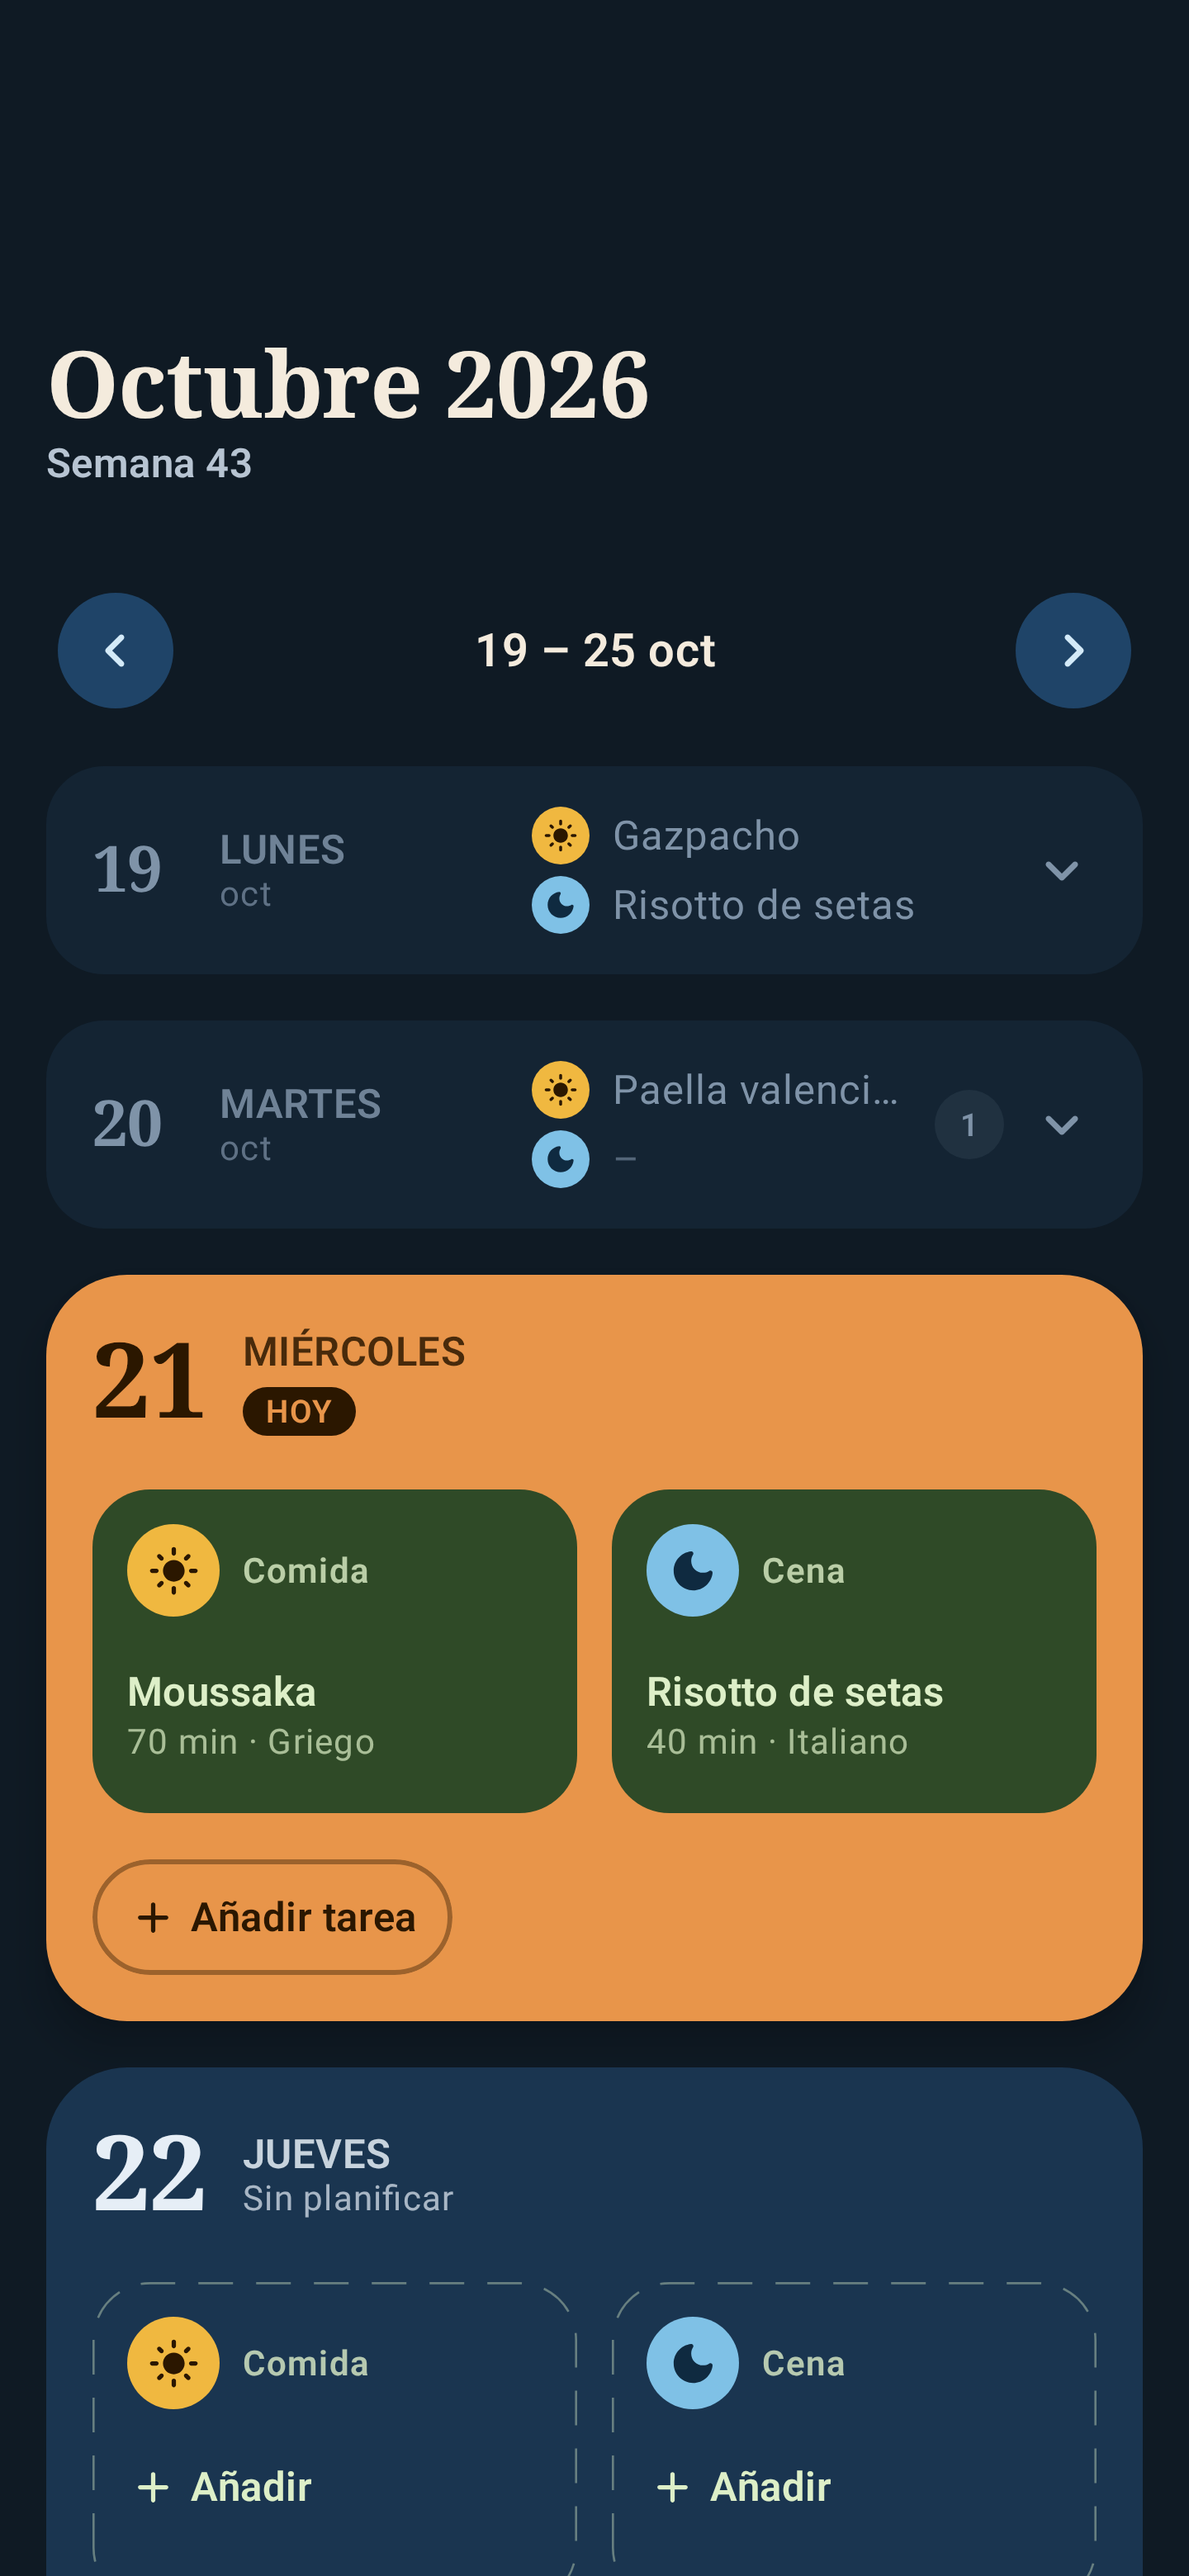 Octubre 2026
Semana 43
19 – 25 oct
19
LUNES
oct
Gazpacho
Risotto de setas
20
MARTES
oct
Paella valenci…
–
1
21
MIÉRCOLES
HOY
Comida
Moussaka
70 min · Griego
Cena
Risotto de setas
40 min · Italiano
+ Añadir tarea
22
JUEVES
Sin planificar
Comida
+ Añadir
Cena
+ Añadir